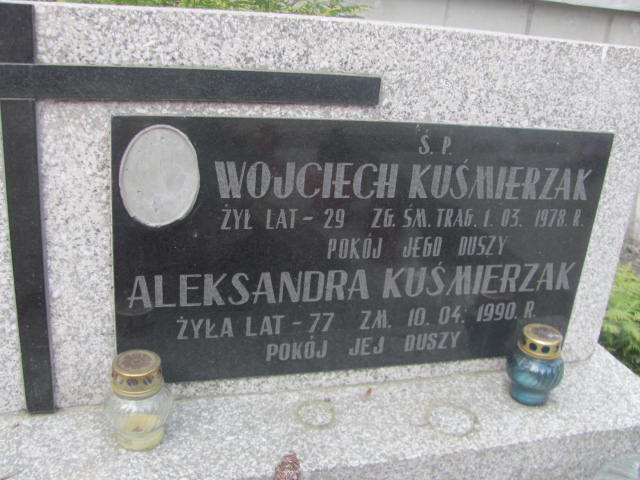 Ś. P.
WOJCIECH KUŚMIERZAK
ŻYŁ LAT - 29 ZG. ŚM. TRAG. 1. 03. 1978. R.
POKÓJ JEGO DUSZY
ALEKSANDRA KUŚMIERZAK
ŻYŁA LAT - 77 ZM. 10. 04. 1990. R.
POKÓJ JEJ DUSZY